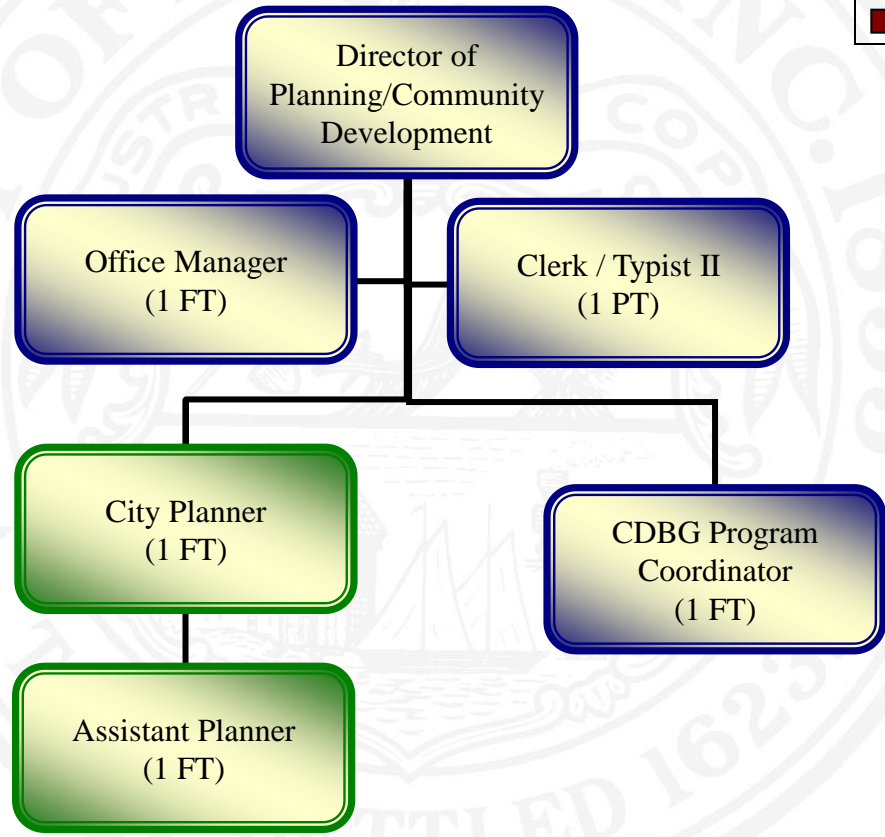 Director of
Planning/Community
Development
Office Manager
(1 FT)
Clerk / Typist II
(1 PT)
City Planner
(1 FT)
CDBG Program
Coordinator
(1 FT)
Assistant Planner
(1 FT)